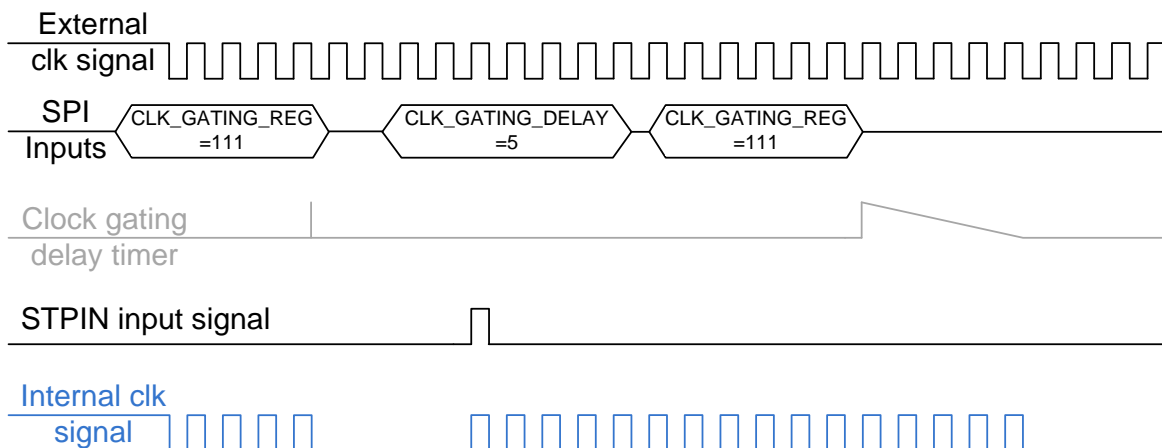 External
clk signal
SPI
Inputs
CLK_GATING_REG
=111
CLK_GATING_DELAY
=5
CLK_GATING_REG
=111
Clock gating
delay timer
STPIN input signal
Internal clk
signal